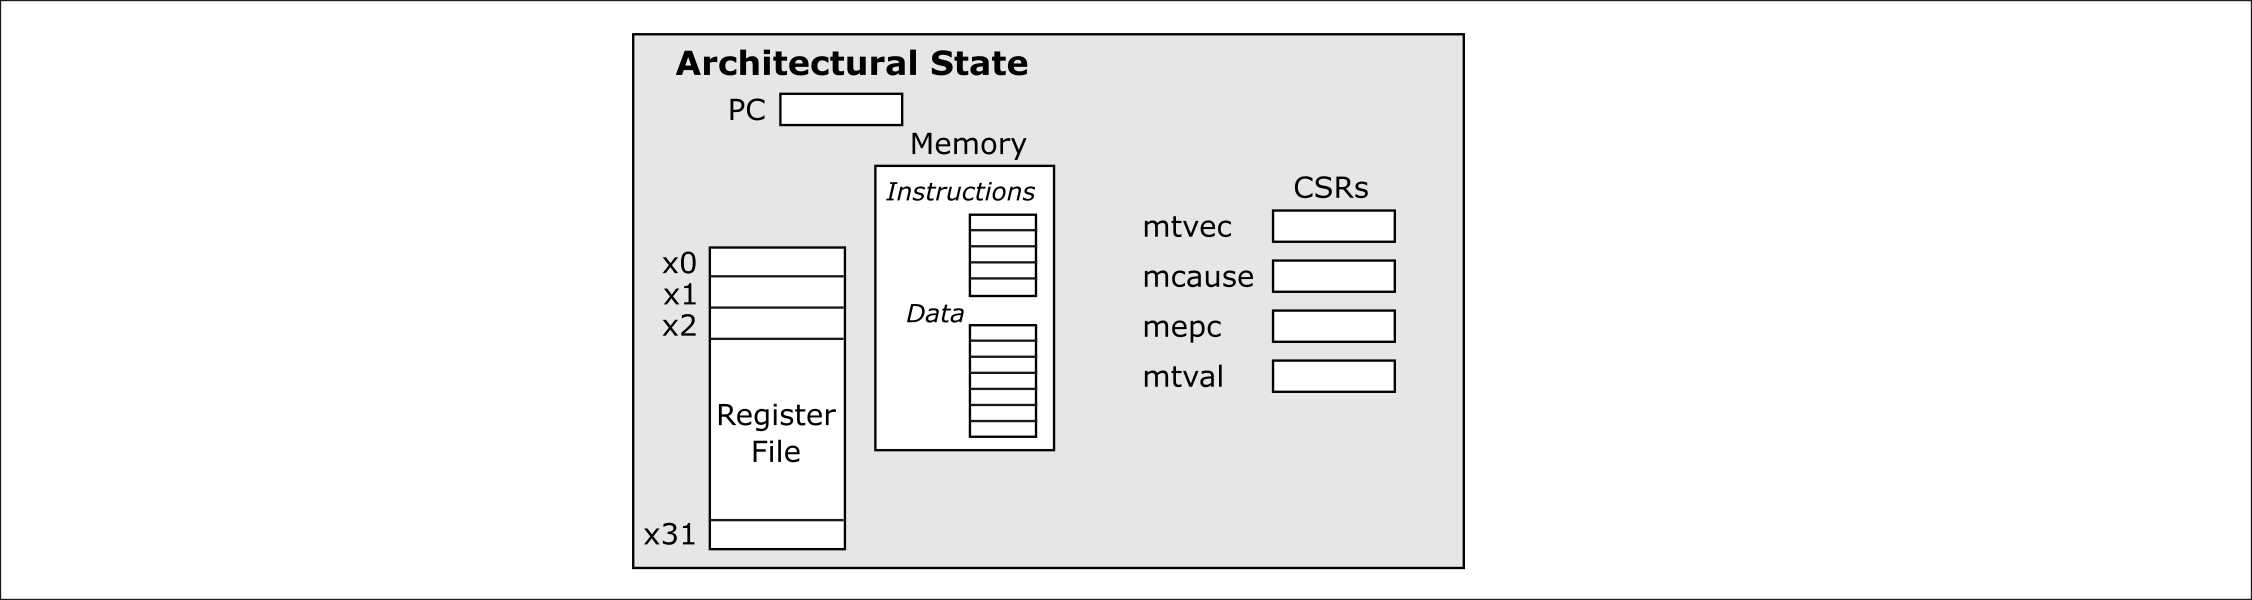 Architectural State
PC
Memory
Instructions
Data
x0
x1
x2
Register
File
x31
CSRs
mtvec
mcause
mepc
mtval